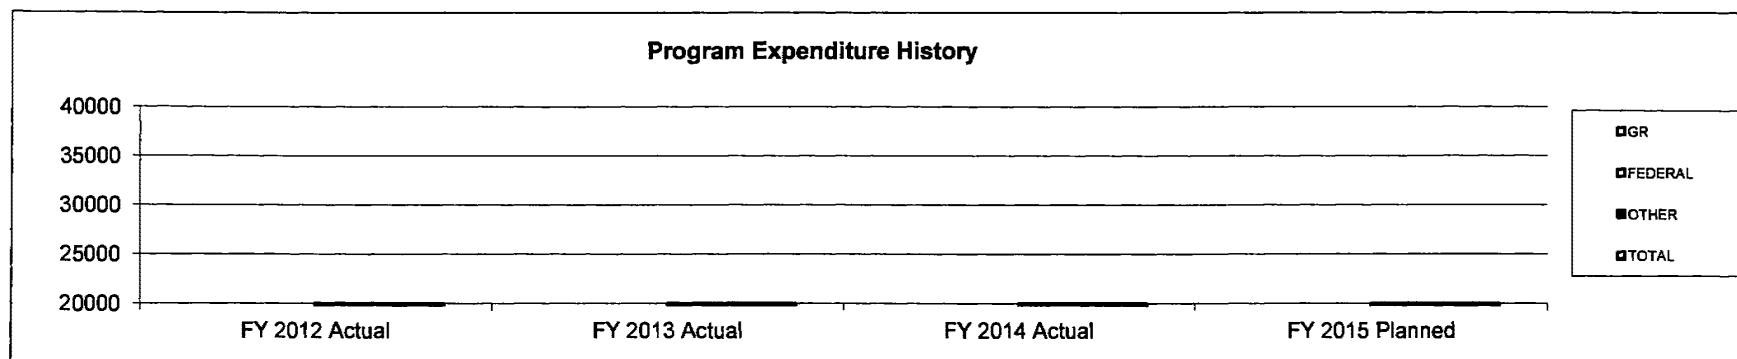 Program Expenditure History
40000
35000
30000
25000
20000
FY 2012 Actual
FY 2013 Actual
FY 2014 Actual
FY 2015 Planned
GR
FEDERAL
OTHER
TOTAL